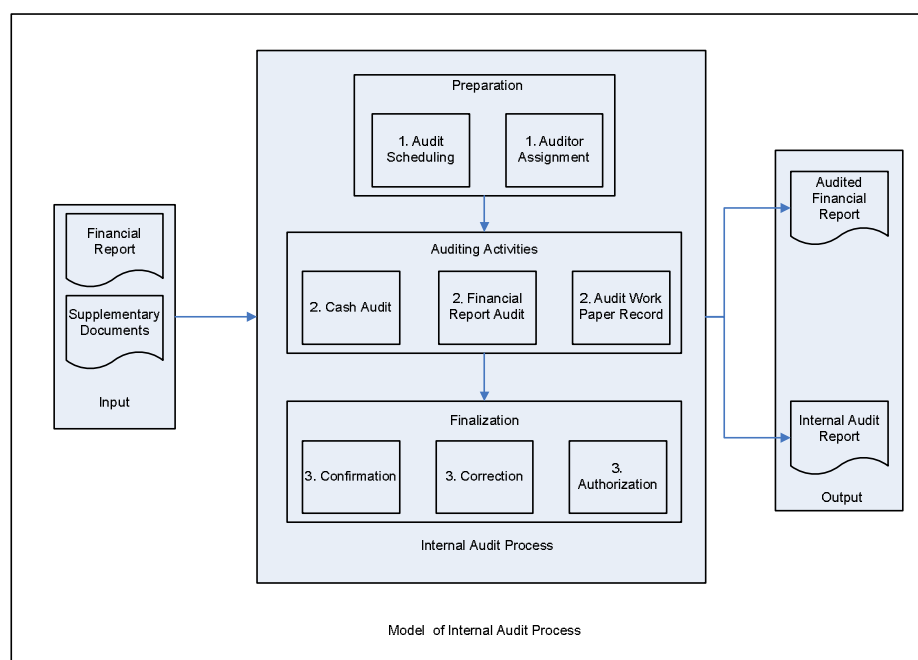 Preparation
1. Audit
Scheduling
1. Auditor
Assignment
Financial
Report
Supplementary
Documents
Input
Auditing Activities
2. Cash Audit
2. Financial
Report Audit
2. Audit Work
Paper Record
Finalization
3. Confirmation
3. Correction
3.
Authorization
Internal Audit Process
Audited
Financial
Report
Internal Audit
Report
Output
Model of Internal Audit Process